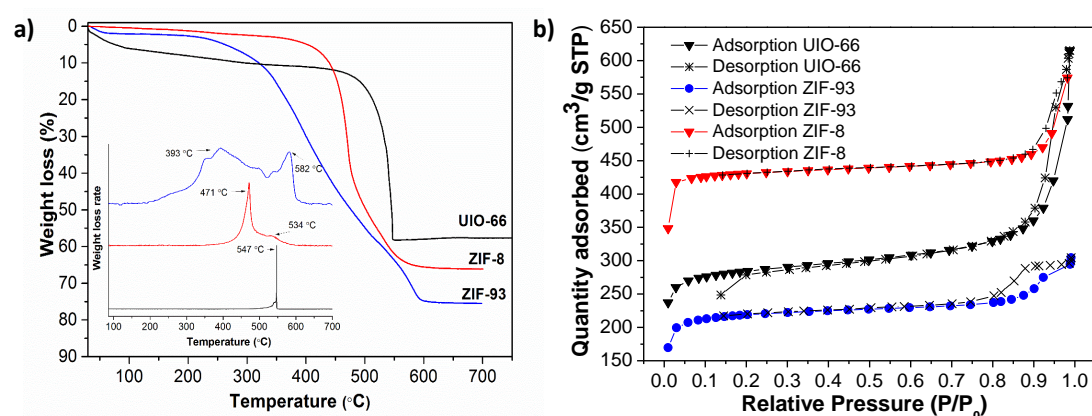 a)
Weight loss (%)
0
10
20
30
40
50
60
70
80
90
100 200 300 400 500 600 700
Temperature (°C)
UIO-66
ZIF-8
ZIF-93
Weight loss rate
393 °C
582 °C
471 °C
534 °C
547 °C
100 200 300 400 500 600 700
Temperature (°C)
b)
Quantity adsorbed (cm³/g STP)
650
600
550
500
450
400
350
300
250
200
150
Adsorption UIO-66
Desorption UIO-66
Adsorption ZIF-93
Desorption ZIF-93
Adsorption ZIF-8
Desorption ZIF-8
0.0 0.1 0.2 0.3 0.4 0.5 0.6 0.7 0.8 0.9 1.0
Relative Pressure (P/P₀)